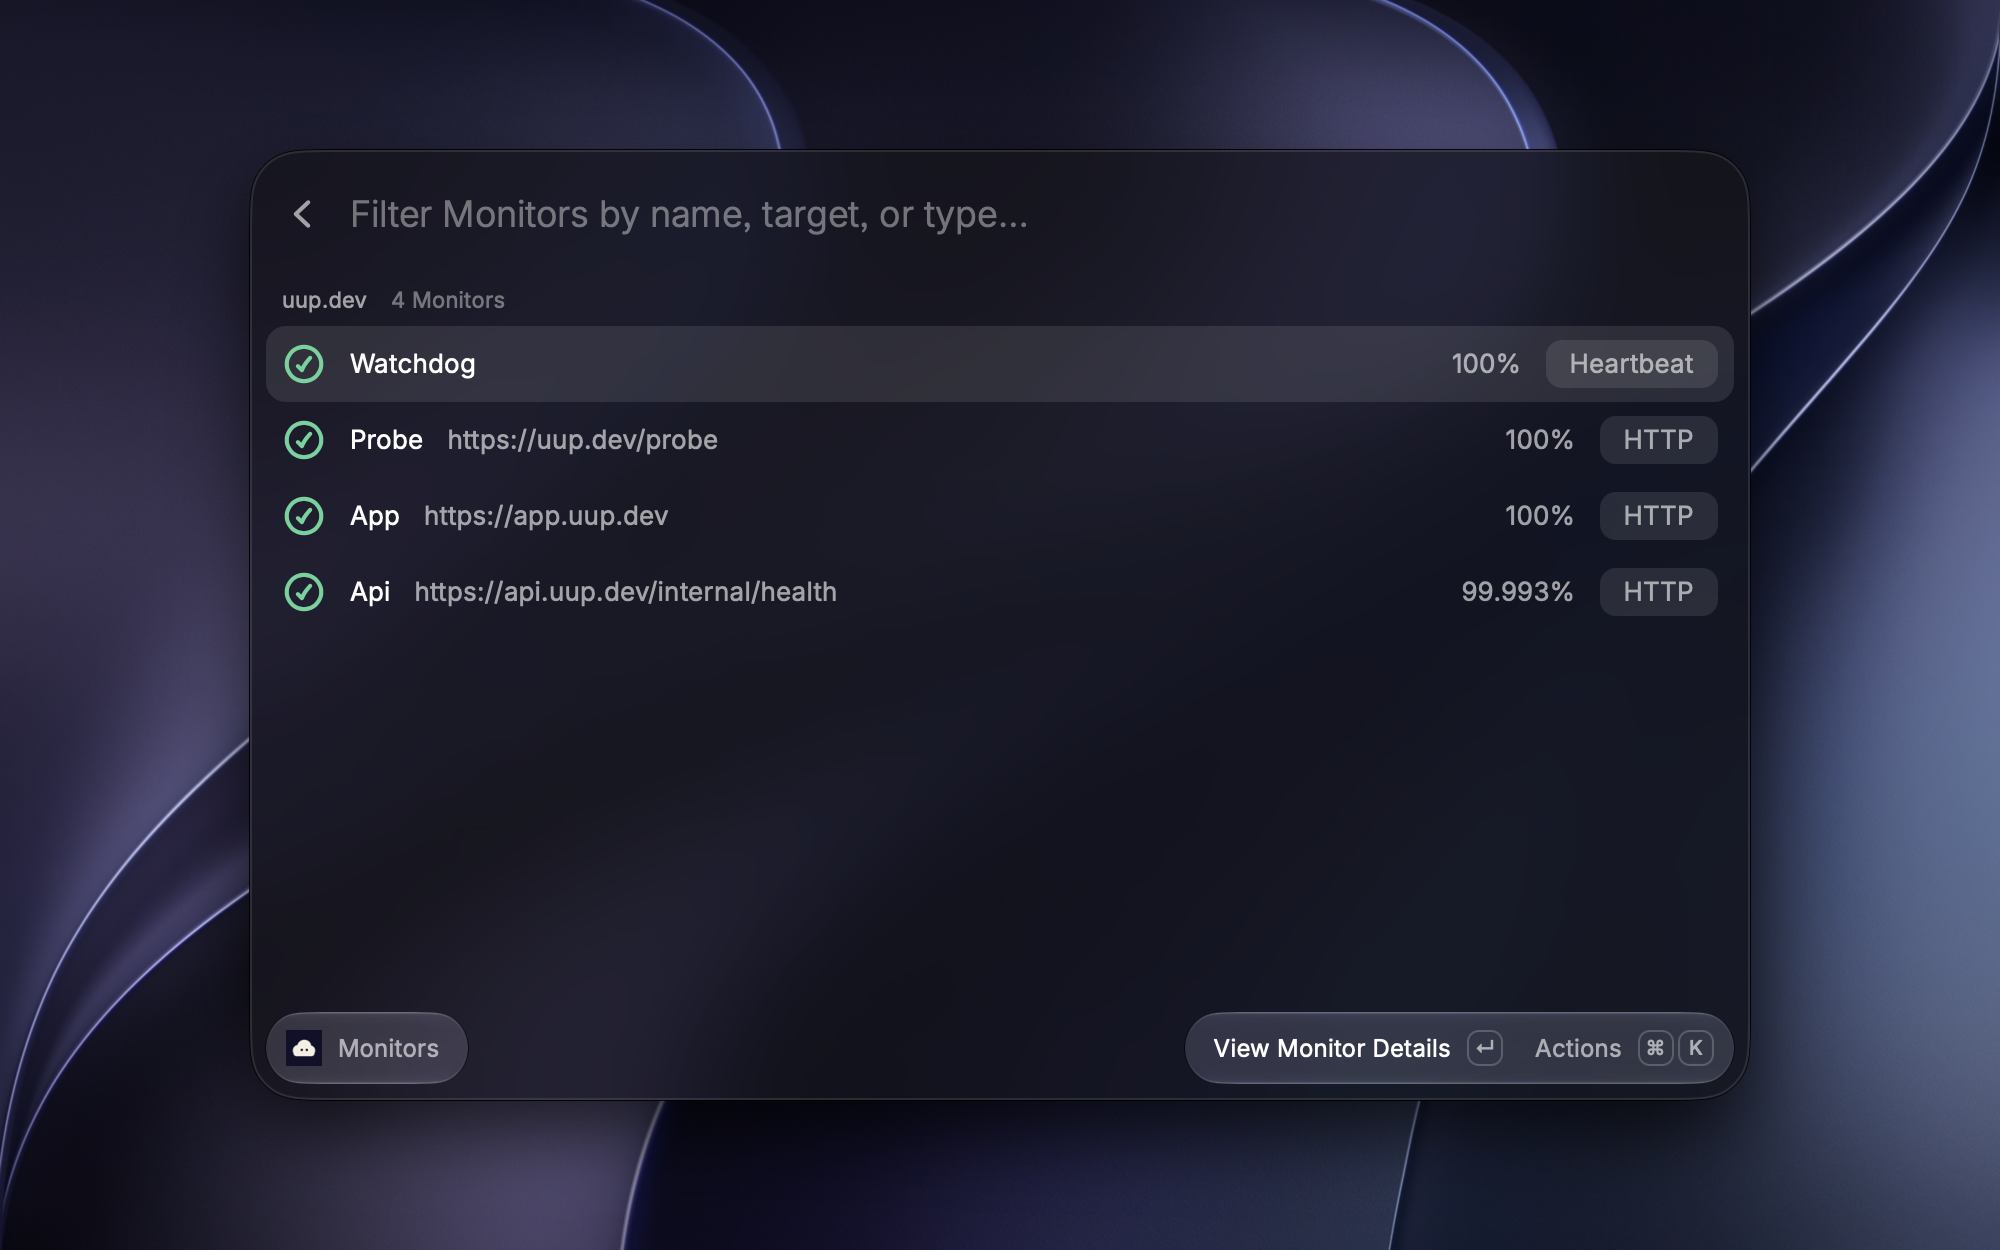 Filter Monitors by name, target, or type...
uup.dev 4 Monitors
Watchdog 100% Heartbeat
Probe https://uup.dev/probe 100% HTTP
App https://app.uup.dev 100% HTTP
Api https://api.uup.dev/internal/health 99.993% HTTP
Monitors View Monitor Details ↵ Actions ⌘ K